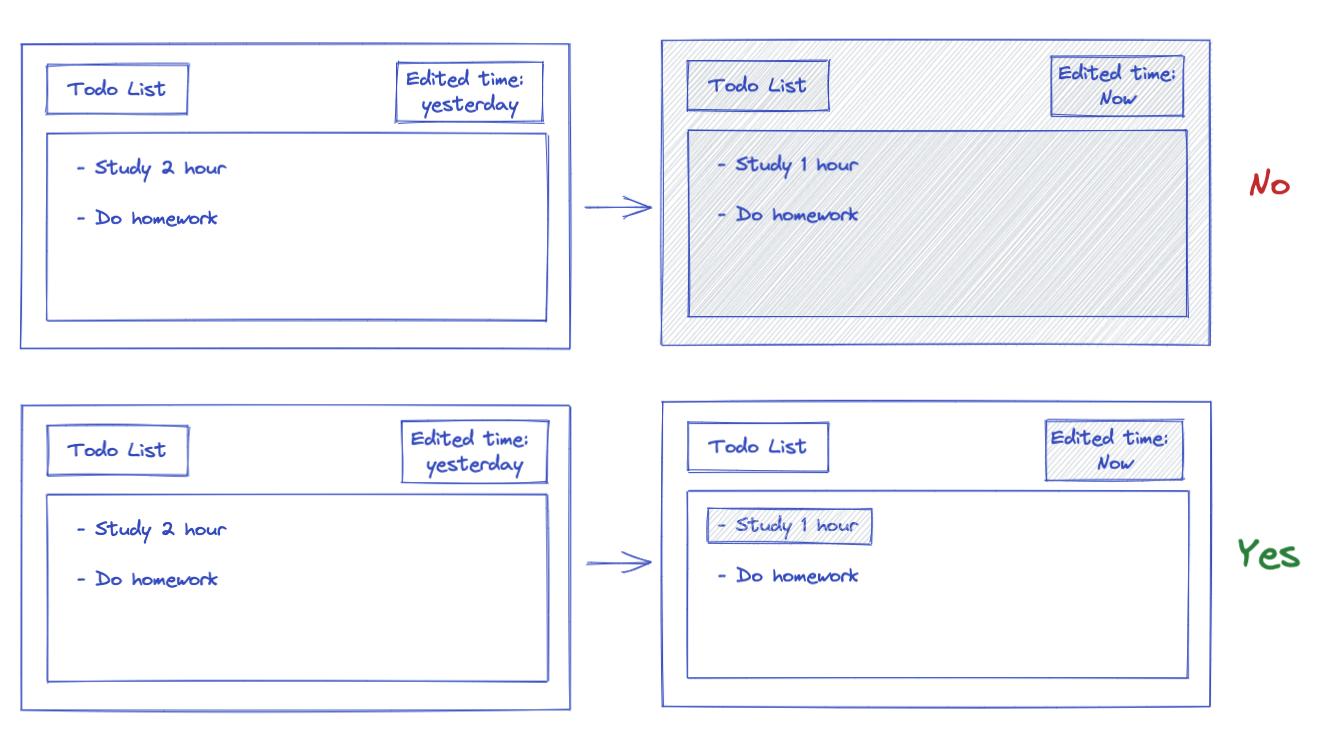 Todo List
Edited time:
yesterday
- Study 2 hour
- Do homework
Todo List
Edited time:
Now
- Study 1 hour
- Do homework
No
Todo List
Edited time:
yesterday
- Study 2 hour
- Do homework
Todo List
Edited time:
Now
- Study 1 hour
- Do homework
Yes